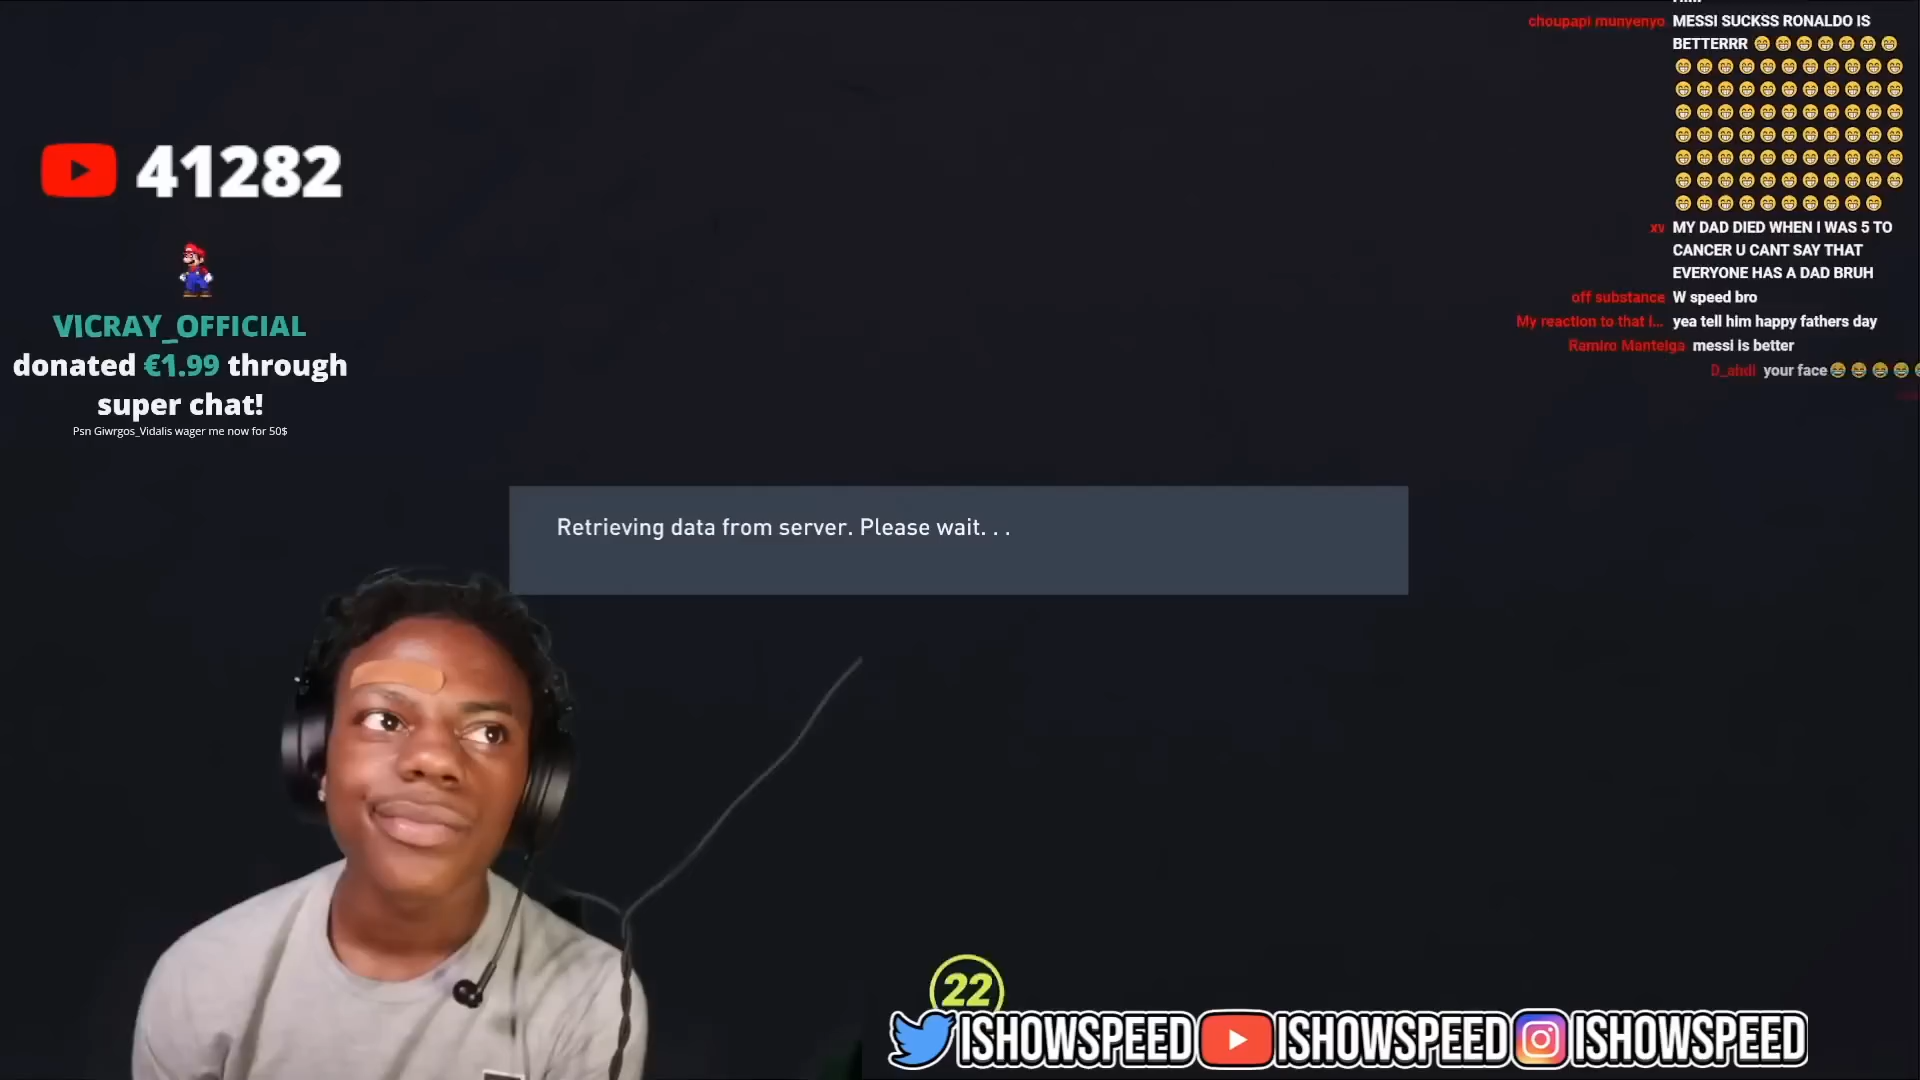 41282
VICRAY_OFFICIAL
donated €1.99 through
super chat!
Psn Giwrgos_Vidalis wager me now for 50$
choupapi munyenyo MESSI SUCKSS RONALDO IS
BETTERRR 😁😁😁😁😁😁😁
xv MY DAD DIED WHEN I WAS 5 TO
CANCER U CANT SAY THAT
EVERYONE HAS A DAD BRUH
off substance W speed bro
My reaction to that i... yea tell him happy fathers day
Ramiro Manteiga messi is better
D_ahdi your face😂😂😂😂
Retrieving data from server. Please wait. . .
22
ISHOWSPEED ISHOWSPEED ISHOWSPEED